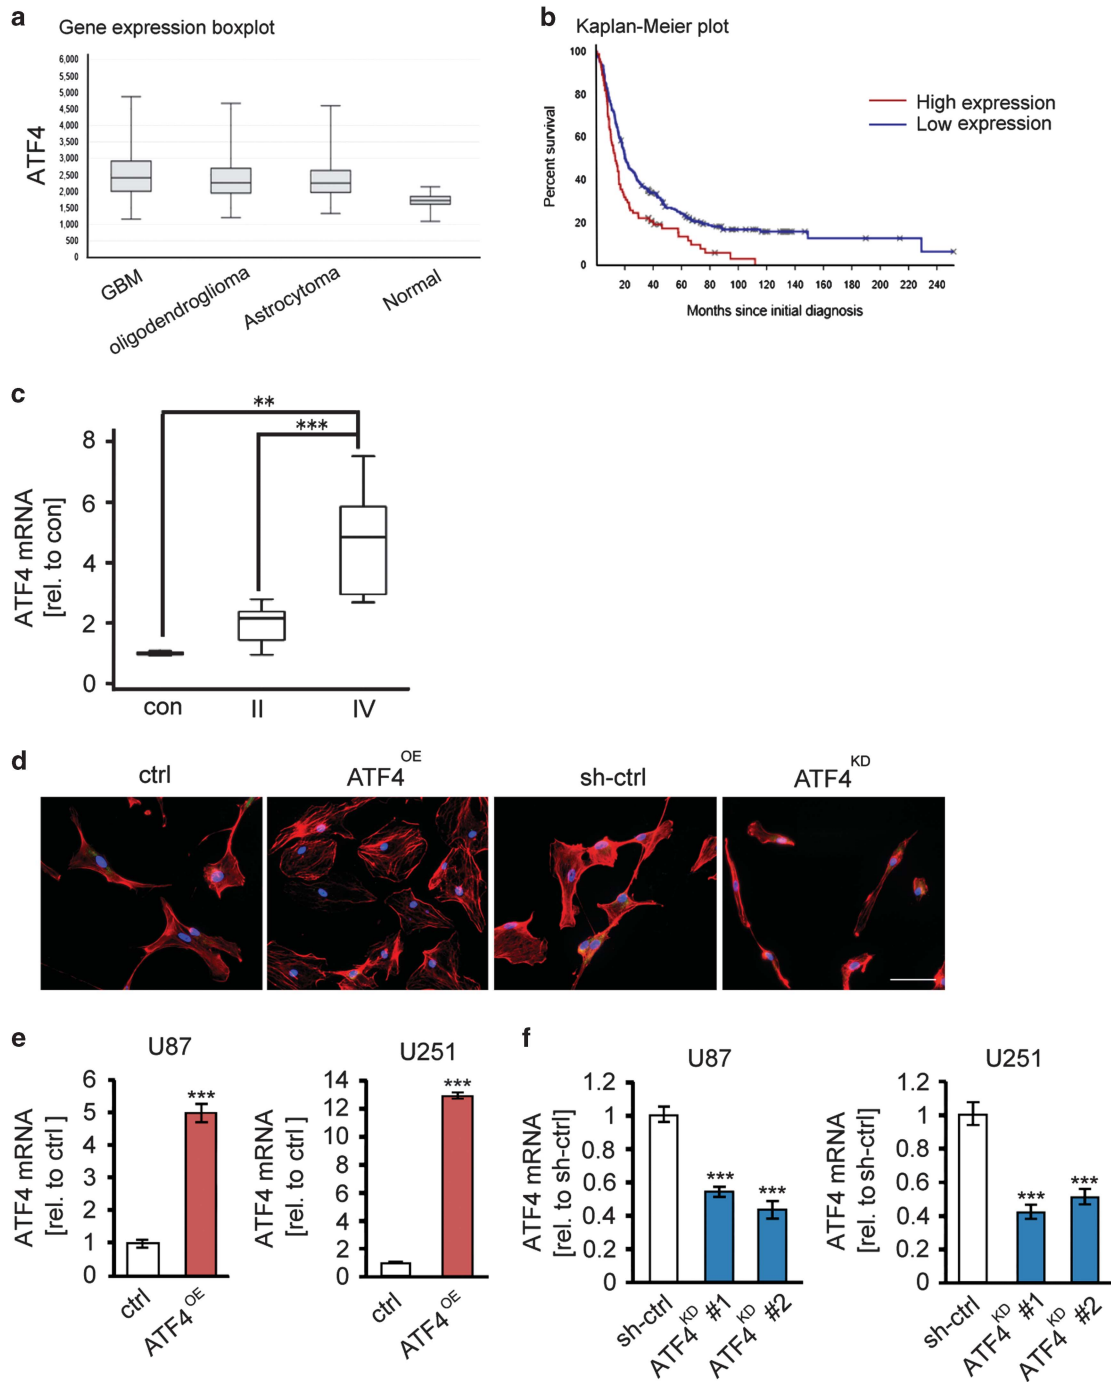 a
Gene expression boxplot
ATF4
6,000
5,500
5,000
4,500
4,000
3,500
3,000
2,500
2,000
1,500
1,000
500
0
GBM
oligodendroglioma
Astrocytoma
Normal
b
Kaplan-Meier plot
Percent survival
100
80
60
40
20
0
High expression
Low expression
20 40 60 80 100 120 140 160 180 200 220 240
Months since initial diagnosis
c
ATF4 mRNA
[rel. to con]
8
6
4
2
0
**
***
con II IV
d
ctrl
ATF4 OE
sh-ctrl
ATF4 KD
e
U87
ATF4 mRNA
[rel. to ctrl ]
6
5
4
3
2
1
0
***
ctrl
ATF4 OE
U251
ATF4 mRNA
[rel. to ctrl ]
14
12
10
8
6
4
2
0
***
ctrl
ATF4 OE
f
U87
ATF4 mRNA
[rel. to sh-ctrl]
1.2
1
0.8
0.6
0.4
0.2
0
***
***
sh-ctrl
ATF4 KD #1
ATF4 KD #2
U251
ATF4 mRNA
[rel. to sh-ctrl]
1.2
1
0.8
0.6
0.4
0.2
0
***
***
sh-ctrl
ATF4 KD #1
ATF4 KD #2